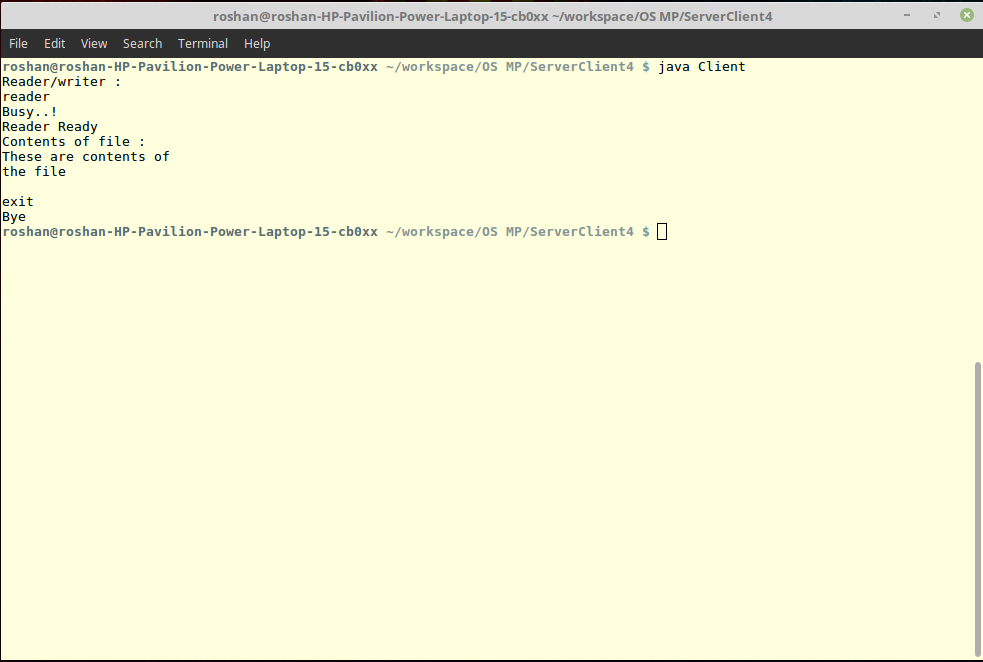 roshan@roshan-HP-Pavilion-Power-Laptop-15-cb0xx ~/workspace/OS MP/ServerClient4
File Edit View Search Terminal Help
roshan@roshan-HP-Pavilion-Power-Laptop-15-cb0xx ~/workspace/OS MP/ServerClient4 $ java Client
Reader/writer :
reader
Busy..!
Reader Ready
Contents of file :
These are contents of
the file
exit
Bye
roshan@roshan-HP-Pavilion-Power-Laptop-15-cb0xx ~/workspace/OS MP/ServerClient4 $